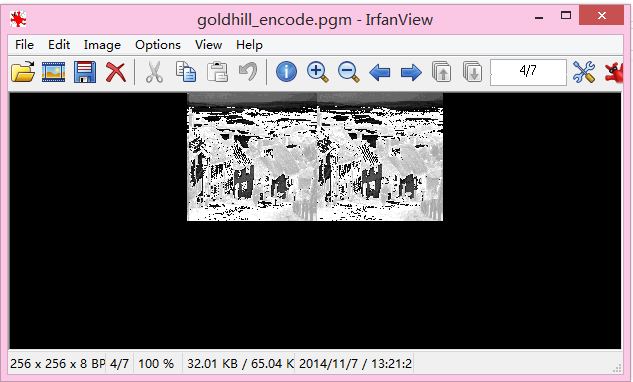 goldhill_encode.pgm - IrfanView
File Edit Image Options View Help
4/7
256 x 256 x 8 BP 4/7 100 % 32.01 KB / 65.04 K 2014/11/7 / 13:21:2